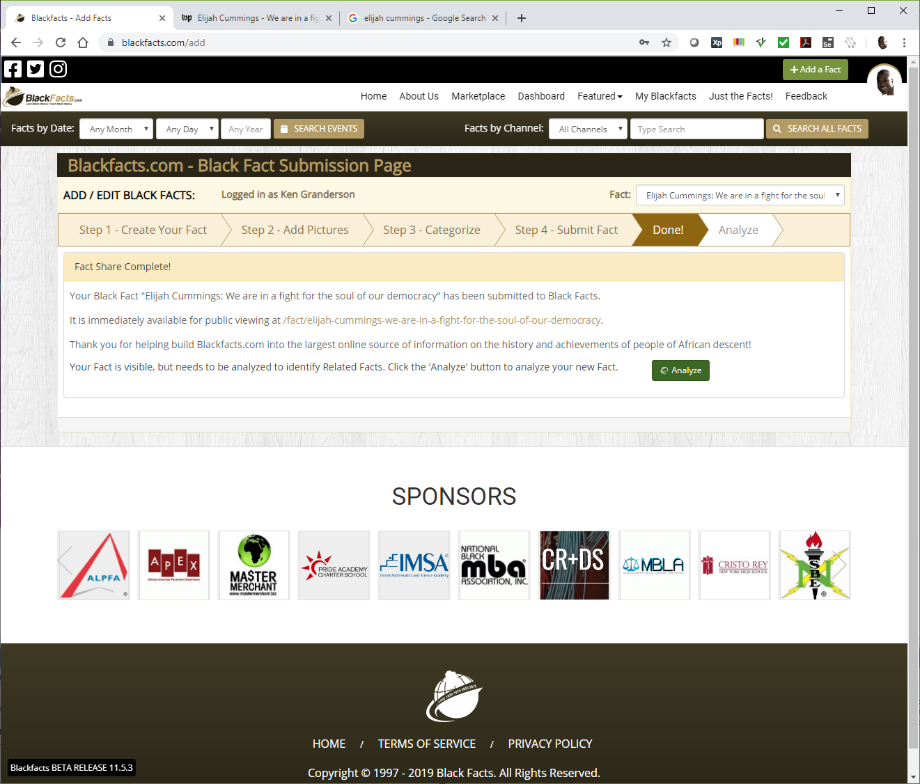 Blackfacts - Add Facts
Elijah Cummings - We are in a fig
elijah cummings - Google Search
blackfacts.com/add
+ Add a Fact
BlackFacts.com
Home About Us Marketplace Dashboard Featured My Blackfacts Just the Facts! Feedback
Facts by Date: Any Month Any Day Any Year SEARCH EVENTS Facts by Channel: All Channels Type Search SEARCH ALL FACTS
Blackfacts.com - Black Fact Submission Page
ADD / EDIT BLACK FACTS: Logged in as Ken Granderson Fact: Elijah Cummings: We are in a fight for the soul
Step 1 - Create Your Fact Step 2 - Add Pictures Step 3 - Categorize Step 4 - Submit Fact Done! Analyze
Fact Share Complete!
Your Black Fact "Elijah Cummings: We are in a fight for the soul of our democracy" has been submitted to Black Facts.
It is immediately available for public viewing at /fact/elijah-cummings-we-are-in-a-fight-for-the-soul-of-our-democracy.
Thank you for helping build Blackfacts.com into the largest online source of information on the history and achievements of people of African descent!
Your Fact is visible, but needs to be analyzed to identify Related Facts. Click the 'Analyze' button to analyze your new Fact. Analyze
SPONSORS
ALPFA
APEX
MASTER
MERCHANT
www.mastermerchant.biz
PRIDE ACADEMY
CHARTER SCHOOL
IMSA
NATIONAL
BLACK
mba
ASSOCIATION, INC.
CR+DS
MBLA
CRISTO REY
NEW YORK HIGH SCHOOL
NSBE
HOME / TERMS OF SERVICE / PRIVACY POLICY
Blackfacts BETA RELEASE 11.5.3
Copyright © 1997 - 2019 Black Facts. All Rights Reserved.